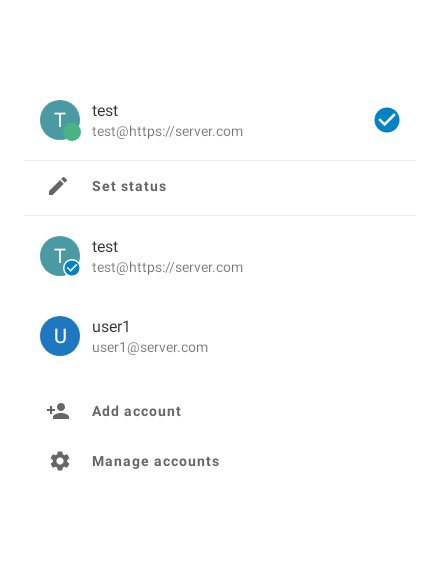 T
test
test@https://server.com
Set status
T
test
test@https://server.com
U
user1
user1@server.com
Add account
Manage accounts